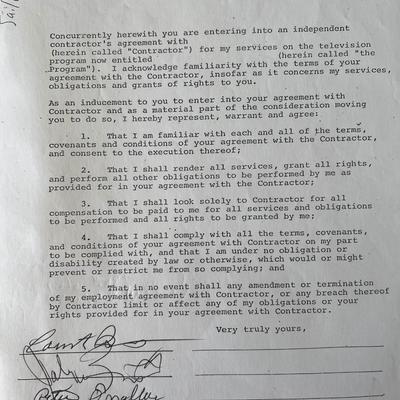 Concurrently herewith you are entering into an independent
contractor's agreement with
(herein called "Contractor") for my services on the television
program now entitled (herein called "the
Program"). I acknowledge familiarity with the terms of your
agreement with the Contractor, insofar as it concerns my services,
obligations and grants of rights to you.
As an inducement to you to enter into your agreement with
Contractor and as a material part of the consideration moving
you to do so, I hereby represent, warrant and agree:
1. That I am familiar with each and all of the terms,
covenants and conditions of your agreement with the Contractor,
and consent to the execution thereof;
2. That I shall render all services, grant all rights,
and perform all other obligations to be performed by me as
provided for in your agreement with the Contractor;
3. That I shall look solely to Contractor for all
compensation to be paid to me for all services and obligations
to be performed and all rights to be granted by me;
4. That I shall comply with all the terms, covenants,
and conditions of your agreement with Contractor on my part
to be complied with, and that I am under no obligation or
disability created by law or otherwise, which would or might
prevent or restrict me from so complying; and
5. That in no event shall any amendment or termination
of my employment agreement with Contractor, or any breach thereof
by Contractor limit or affect any of my obligations or your
rights provided for in your agreement with Contractor.
Very truly yours,